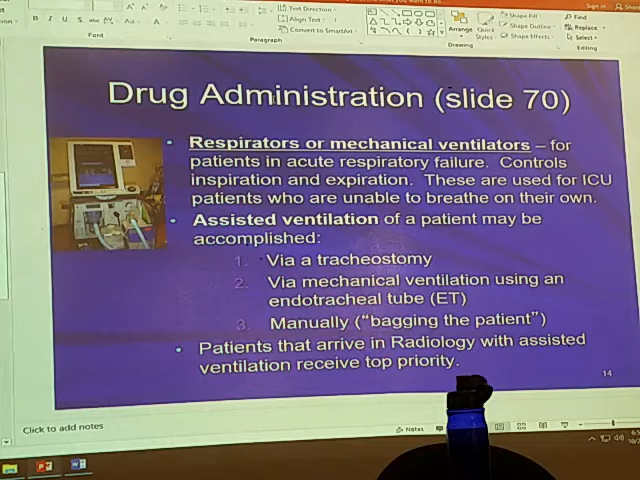 Sign in
Share
Text Direction
Align Text
Convert to SmartArt
Arrange
Quick
Styles
Shape Fill
Shape Outline
Shape Effects
Find
Replace
Select
Font
Paragraph
Drawing
Editing
Drug Administration (slide 70)
• Respirators or mechanical ventilators – for
patients in acute respiratory failure. Controls
inspiration and expiration. These are used for ICU
patients who are unable to breathe on their own.
• Assisted ventilation of a patient may be
accomplished:
1. Via a tracheostomy
2. Via mechanical ventilation using an
endotracheal tube (ET)
3. Manually (“bagging the patient”)
• Patients that arrive in Radiology with assisted
ventilation receive top priority.
14
Click to add notes
Notes